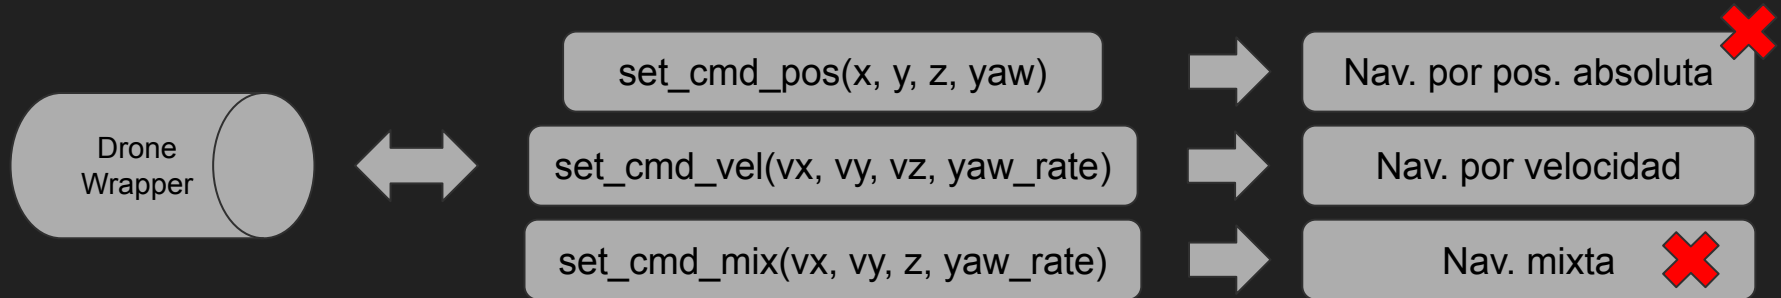 set_cmd_pos(x, y, z, yaw)
Nav. por pos. absoluta
Drone
Wrapper
set_cmd_vel(vx, vy, vz, yaw_rate)
Nav. por velocidad
set_cmd_mix(vx, vy, z, yaw_rate)
Nav. mixta